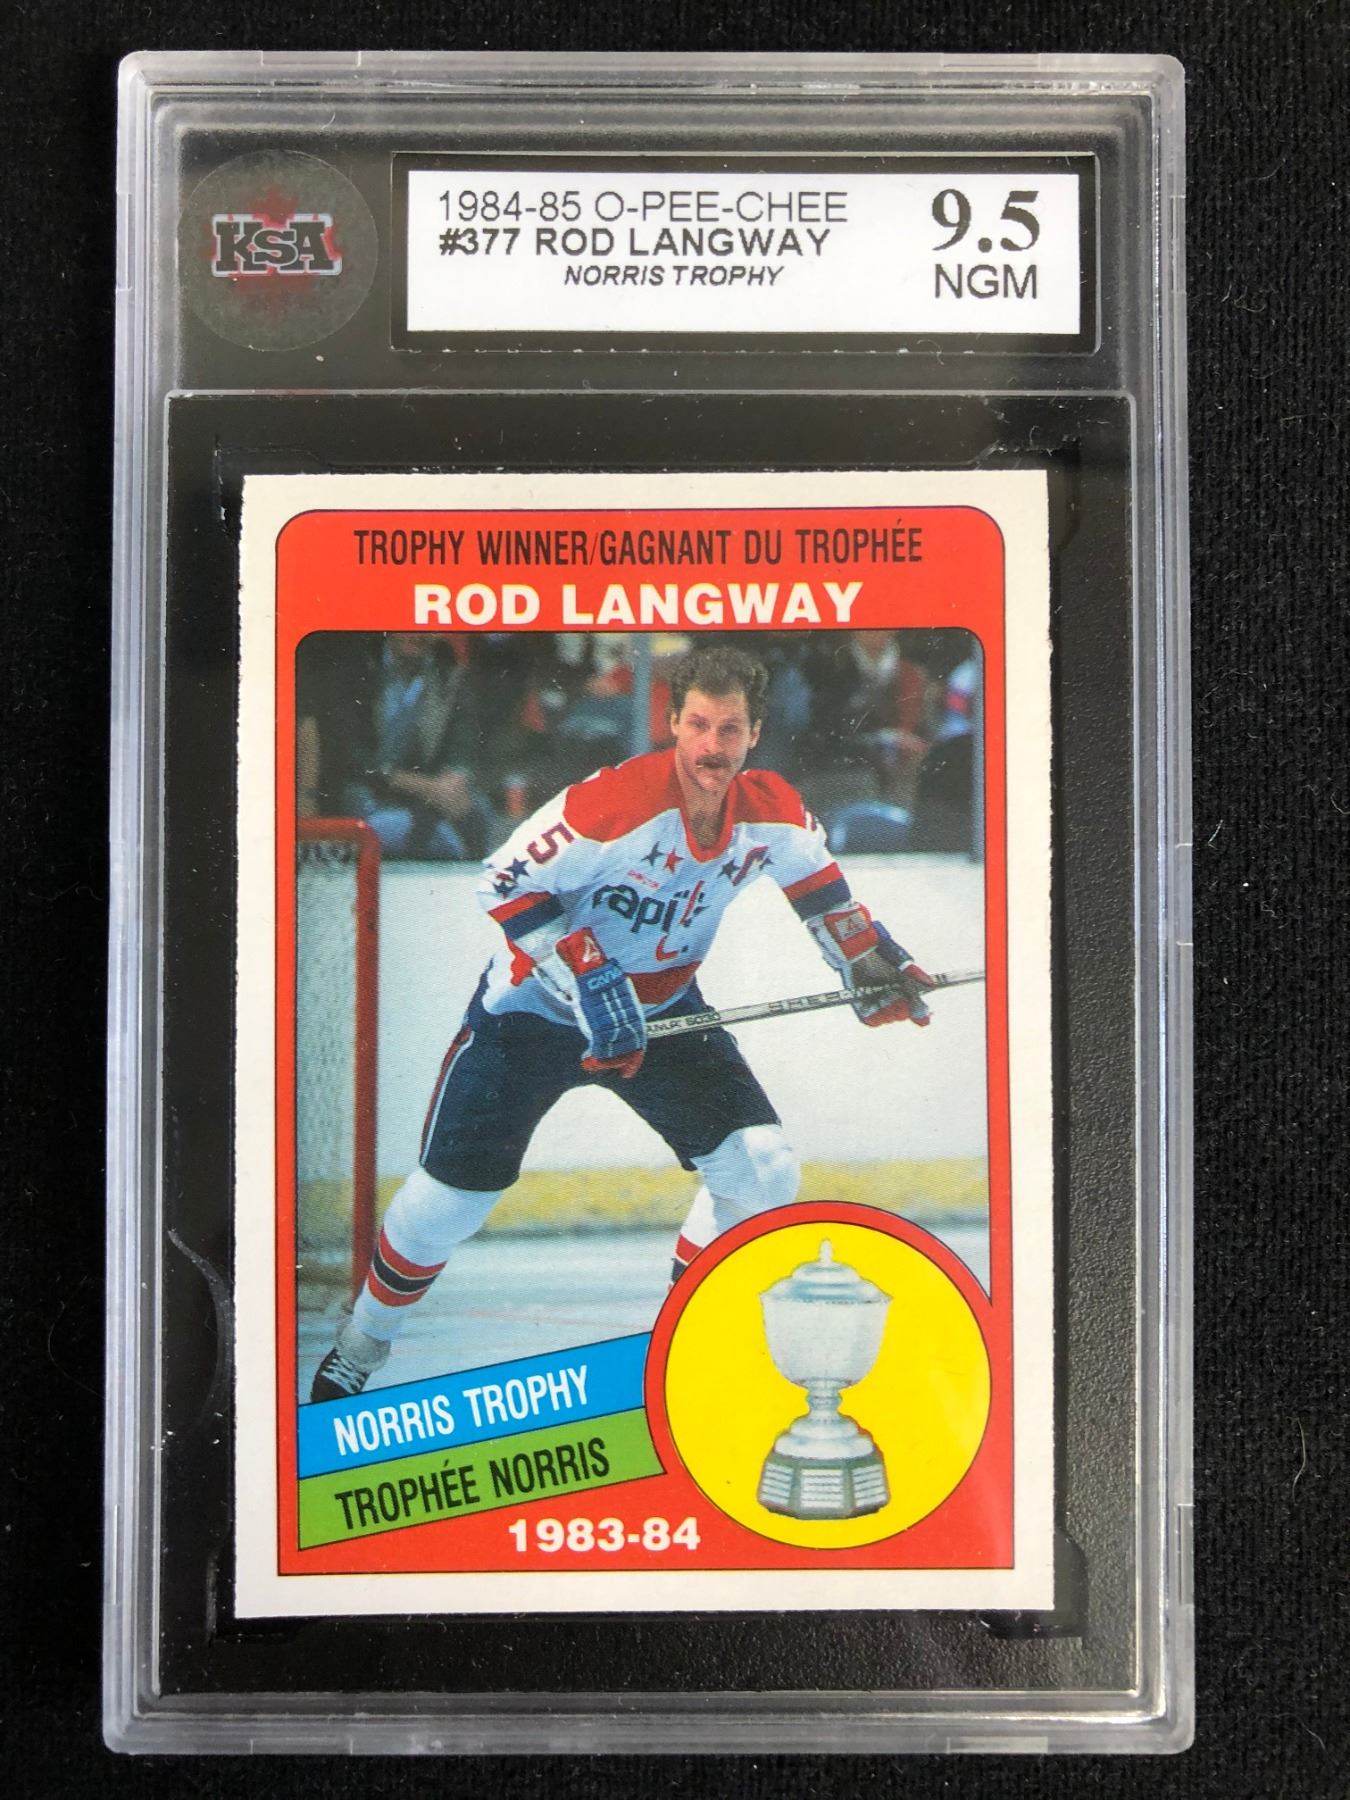 KSA
1984-85 O-PEE-CHEE
#377 ROD LANGWAY
NORRIS TROPHY
9.5
NGM
TROPHY WINNER/GAGNANT DU TROPHÉE
ROD LANGWAY
5
NORRIS TROPHY
TROPHÉE NORRIS
1983-84